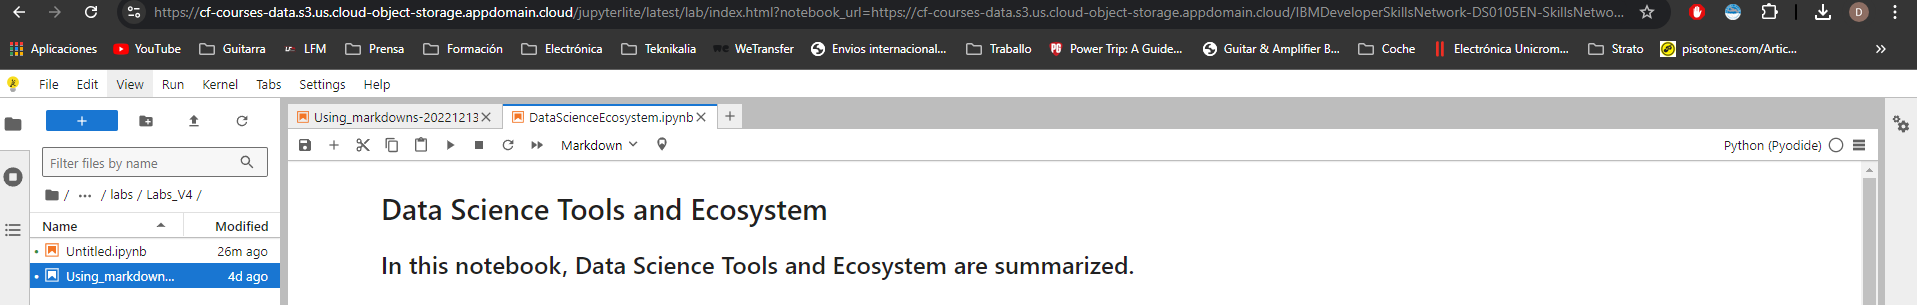 https://cf-courses-data.s3.us.cloud-object-storage.appdomain.cloud/jupyterlite/latest/lab/index.html?notebook_url=https://cf-courses-data.s3.us.cloud-object-storage.appdomain.cloud/IBMDeveloperSkillsNetwork-DS0105EN-SkillsNetwo... D
Aplicaciones YouTube Guitarra LFM Prensa Formación Electrónica Teknikalia we WeTransfer Envios internacional... Traballo PG Power Trip: A Guide... Guitar & Amplifier B... Coche Electrónica Unicrom... Strato pisotones.com/Artic... »
File Edit View Run Kernel Tabs Settings Help
+ Using_markdowns-20221213 DataScienceEcosystem.ipynb +
Filter files by name
Markdown Python (Pyodide)
/ ... / labs / Labs_V4 /
Name Modified
Untitled.ipynb 26m ago
Using_markdown... 4d ago
Data Science Tools and Ecosystem
In this notebook, Data Science Tools and Ecosystem are summarized.